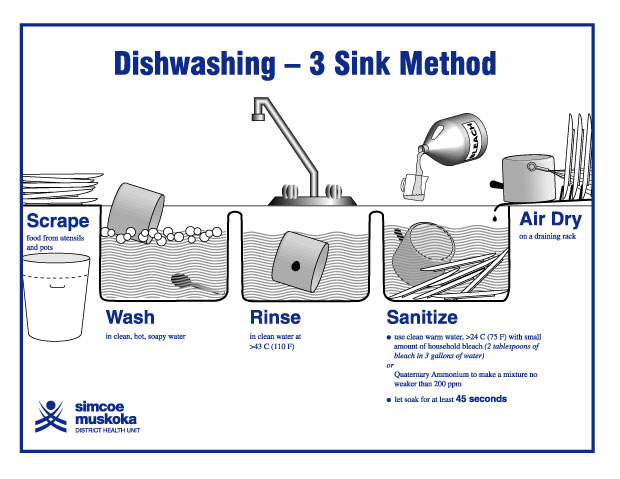 Dishwashing – 3 Sink Method
BLEACH
Scrape
food from utensils
and pots
Air Dry
on a draining rack
Wash
in clean, hot, soapy water
Rinse
in clean water at
>43 C (110 F)
Sanitize
● use clean warm water, >24 C (75 F) with small
amount of household bleach (2 tablespoons of
bleach in 3 gallons of water)
or
Quaternary Ammonium to make a mixture no
weaker than 200 ppm
● let soak for at least 45 seconds
simcoe
muskoka
DISTRICT HEALTH UNIT